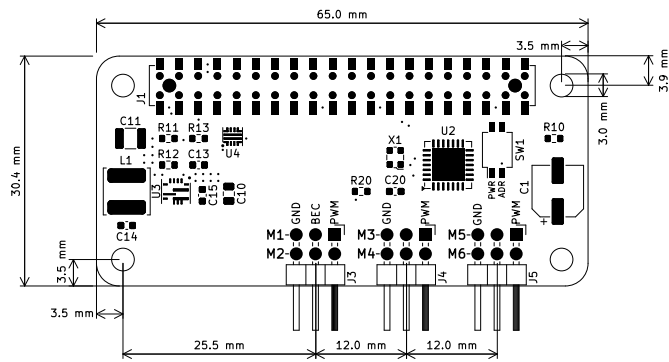 65.0 mm
3.5 mm
3.9 mm
3.0 mm
30.4 mm
J1
C11
R11 R13
U4
X1
U2
SW1
R10
L1
R12 C13
U3
C15
C10
R20 C20
PWR
ADR
C1
+
C14
GND
BEC
PWM
GND
PWM
GND
PWM
M1-
M2-
M3-
M4-
M5-
M6-
J3
J4
J5
3.5 mm
3.5 mm
25.5 mm
12.0 mm
12.0 mm